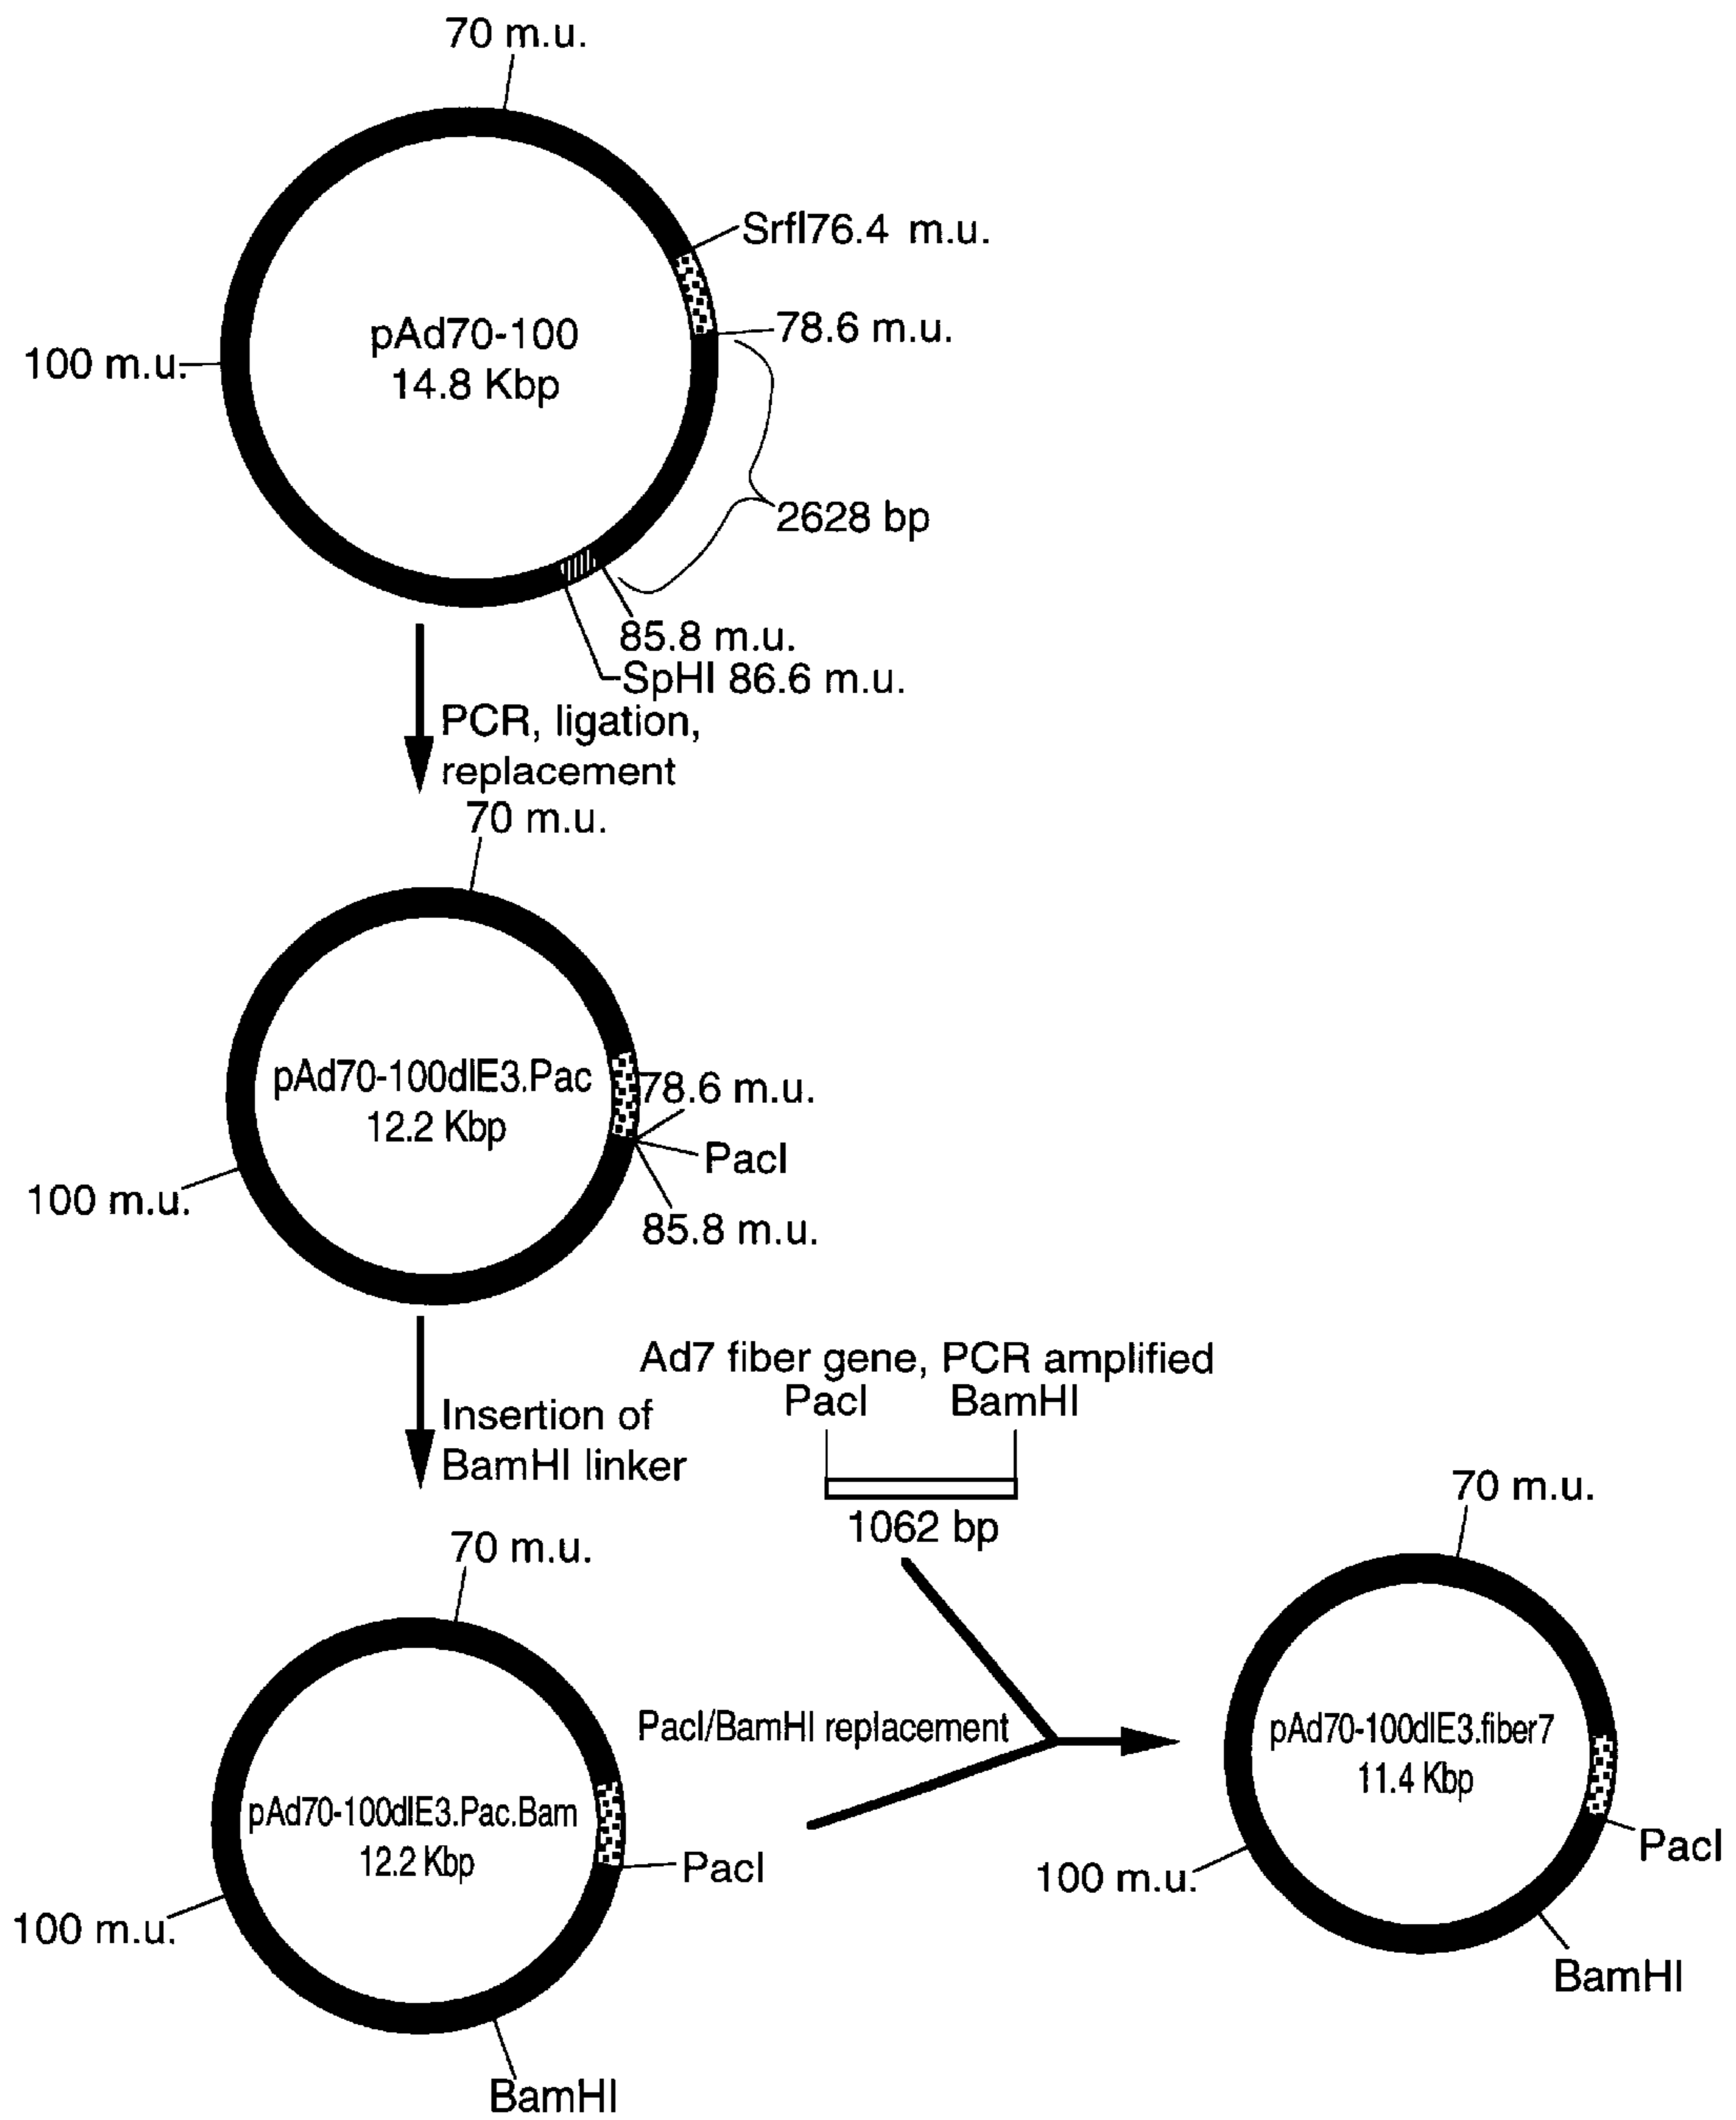 70 m.u.
SrfI76.4 m.u.
pAd70-100
14.8 Kbp
78.6 m.u.
100 m.u.
2628 bp
85.8 m.u.
SpHI 86.6 m.u.
PCR, ligation,
replacement
70 m.u.
pAd70-100dlE3.Pac
12.2 Kbp
78.6 m.u.
PacI
100 m.u.
85.8 m.u.
Ad7 fiber gene, PCR amplified
PacI BamHI
Insertion of
BamHI linker
1062 bp
70 m.u.
70 m.u.
PacI/BamHI replacement
pAd70-100dlE3.fiber7
11.4 Kbp
pAd70-100dlE3.Pac.Bam
12.2 Kbp
PacI
PacI
100 m.u.
100 m.u.
BamHI
BamHI